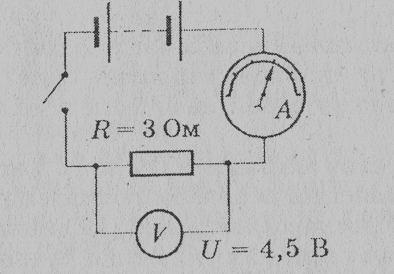 A
R = 3 Ом
V
U = 4,5 В